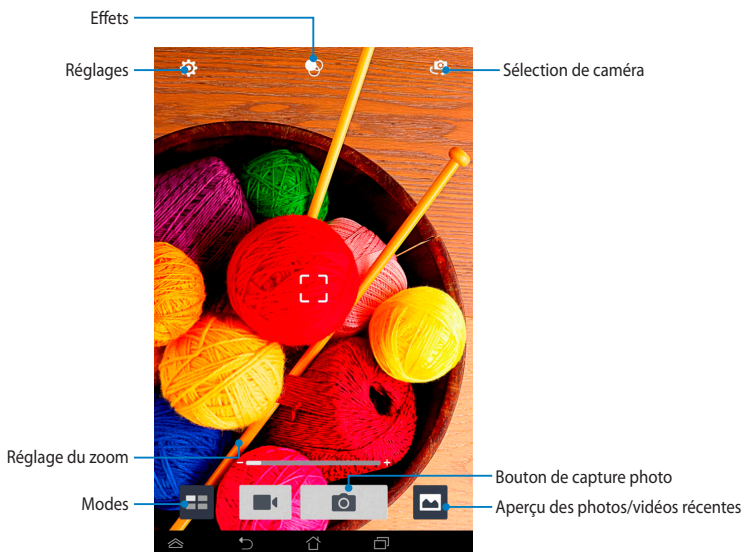 Effets
Réglages
Sélection de caméra
Réglage du zoom
Bouton de capture photo
Modes
Aperçu des photos/vidéos récentes